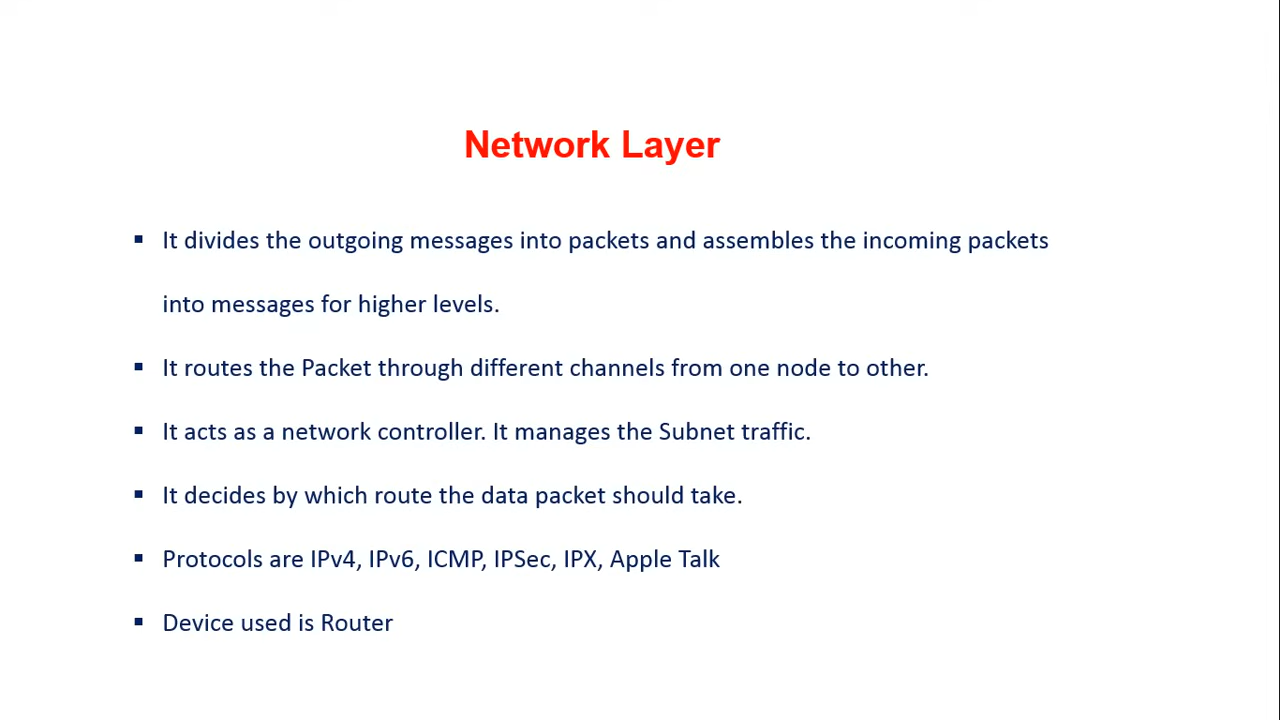 Network Layer
▪ It divides the outgoing messages into packets and assembles the incoming packets
into messages for higher levels.
▪ It routes the Packet through different channels from one node to other.
▪ It acts as a network controller. It manages the Subnet traffic.
▪ It decides by which route the data packet should take.
▪ Protocols are IPv4, IPv6, ICMP, IPSec, IPX, Apple Talk
▪ Device used is Router